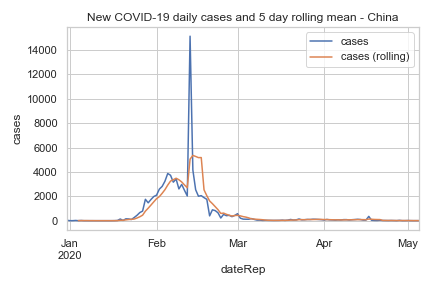 New COVID-19 daily cases and 5 day rolling mean - China
cases
cases (rolling)
14000
12000
10000
8000
6000
4000
2000
0
cases
Jan
2020
Feb
Mar
Apr
May
dateRep